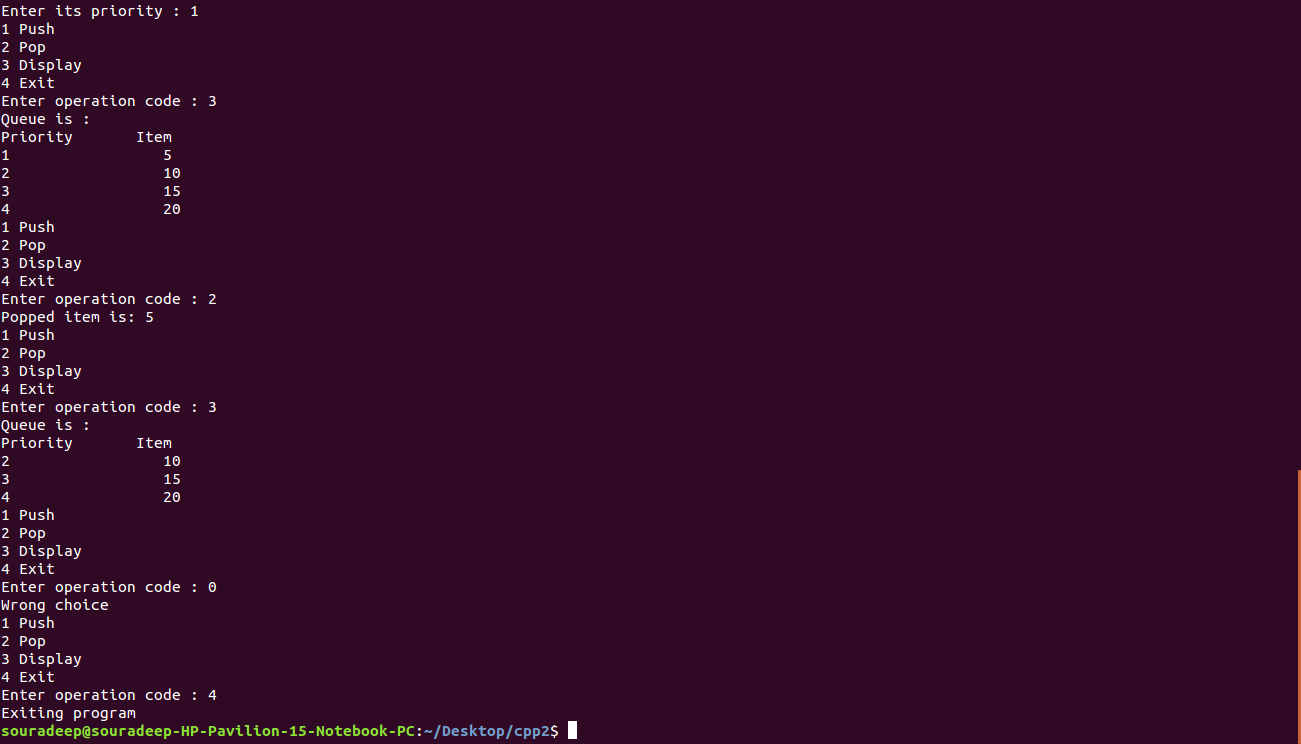 Enter its priority : 1
1 Push
2 Pop
3 Display
4 Exit
Enter operation code : 3
Queue is :
Priority       Item
1                 5
2                 10
3                 15
4                 20
1 Push
2 Pop
3 Display
4 Exit
Enter operation code : 2
Popped item is: 5
1 Push
2 Pop
3 Display
4 Exit
Enter operation code : 3
Queue is :
Priority       Item
2                 10
3                 15
4                 20
1 Push
2 Pop
3 Display
4 Exit
Enter operation code : 0
Wrong choice
1 Push
2 Pop
3 Display
4 Exit
Enter operation code : 4
Exiting program
souradeep@souradeep-HP-Pavilion-15-Notebook-PC:~/Desktop/cpp2$